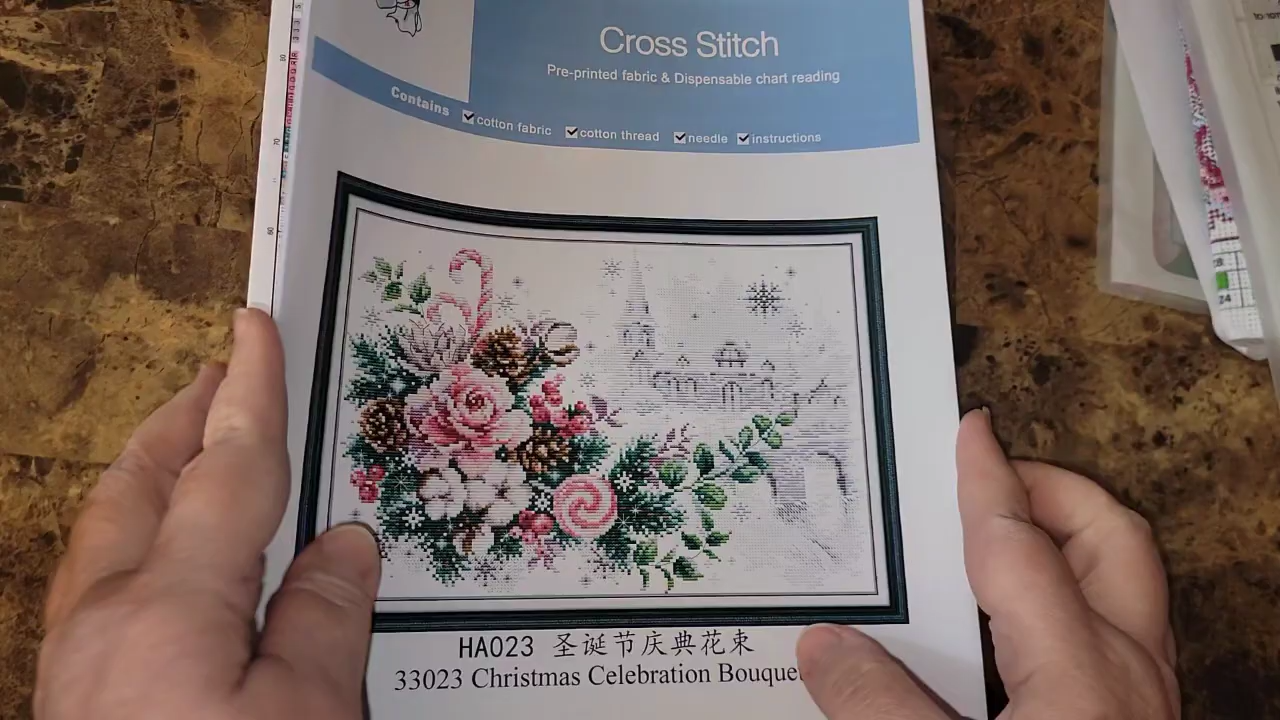 Cross Stitch
Pre-printed fabric & Dispensable chart reading
Contains cotton fabric cotton thread needle instructions
HA023 圣诞节庆典花束
33023 Christmas Celebration Bouquet
24